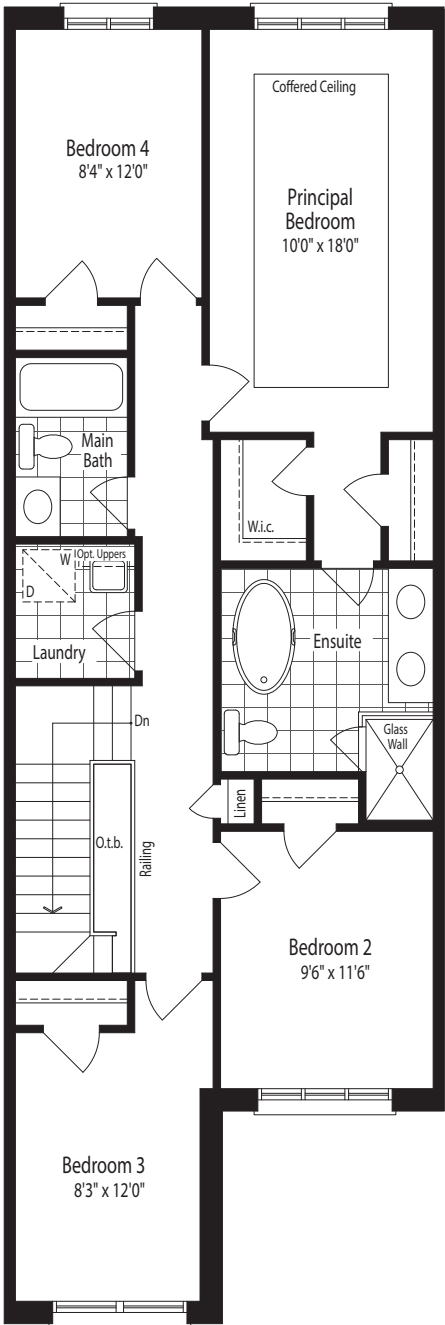 Coffered Ceiling
Bedroom 4
8'4" x 12'0"
Principal
Bedroom
10'0" x 18'0"
Main
Bath
W.i.c.
W
Opt. Uppers
D
Laundry
Ensuite
Dn
Glass
Wall
Linen
O.t.b.
Railing
Bedroom 2
9'6" x 11'6"
Bedroom 3
8'3" x 12'0"